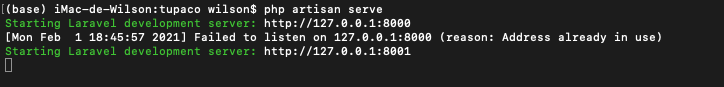 (base) iMac-de-Wilson:tupaco wilson$ php artisan serve
Starting Laravel development server: http://127.0.0.1:8000
[Mon Feb  1 18:45:57 2021] Failed to listen on 127.0.0.1:8000 (reason: Address already in use)
Starting Laravel development server: http://127.0.0.1:8001